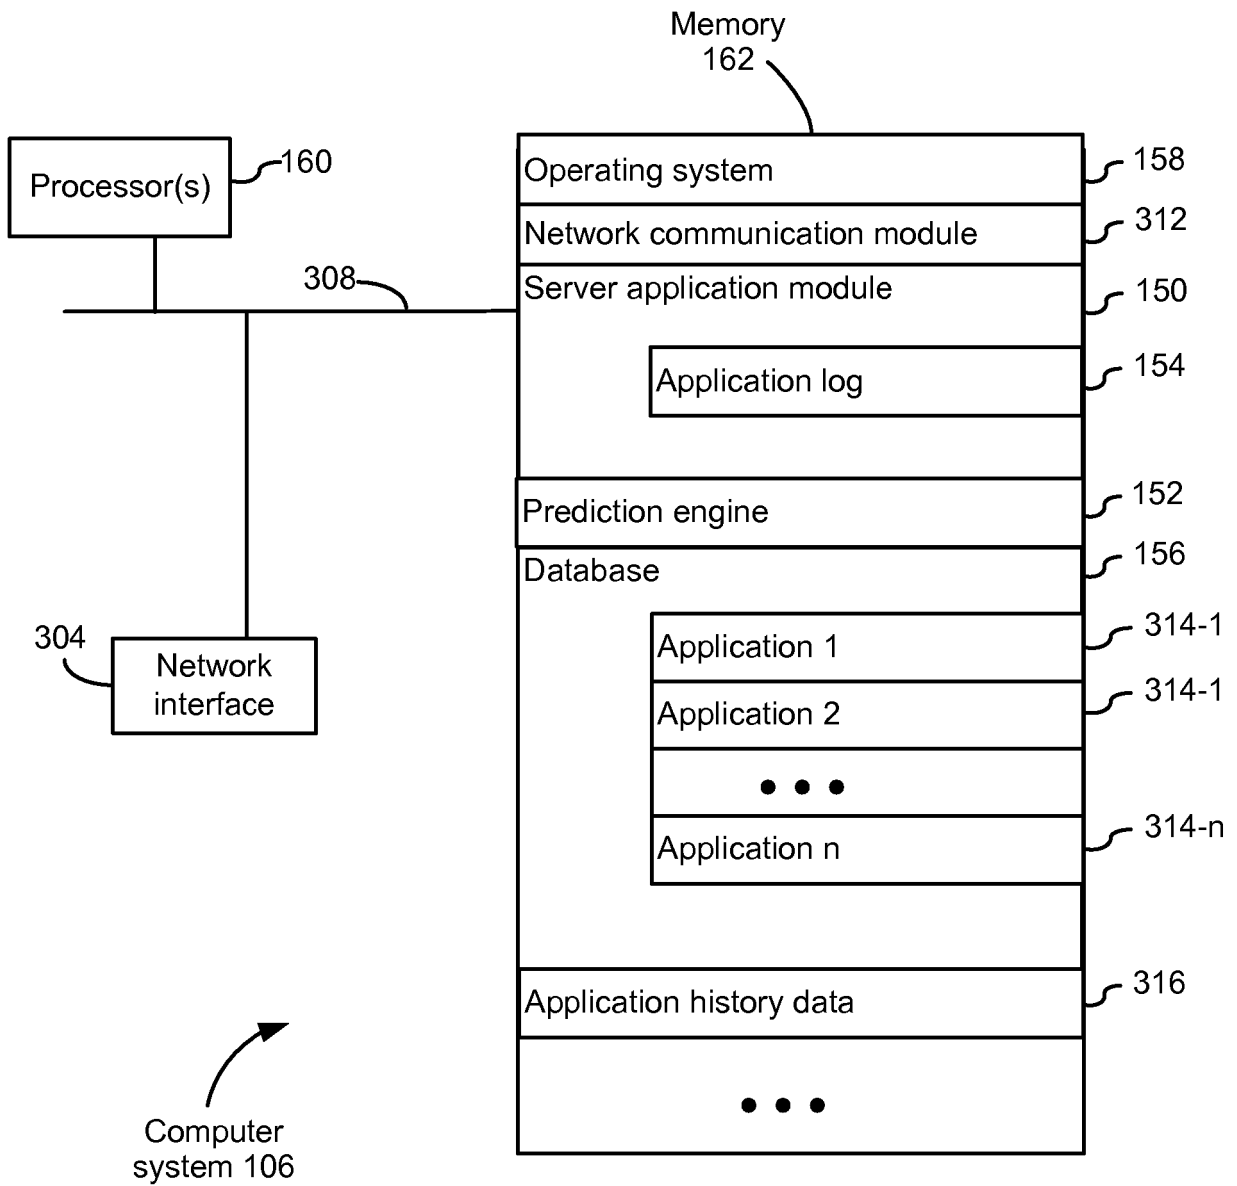 Memory
162
Processor(s)
160
Operating system
158
Network communication module
312
308
Server application module
150
Application log
154
Prediction engine
152
Database
156
Application 1
314-1
Application 2
314-1
Application n
314-n
304
Network
interface
Application history data
316
Computer
system 106